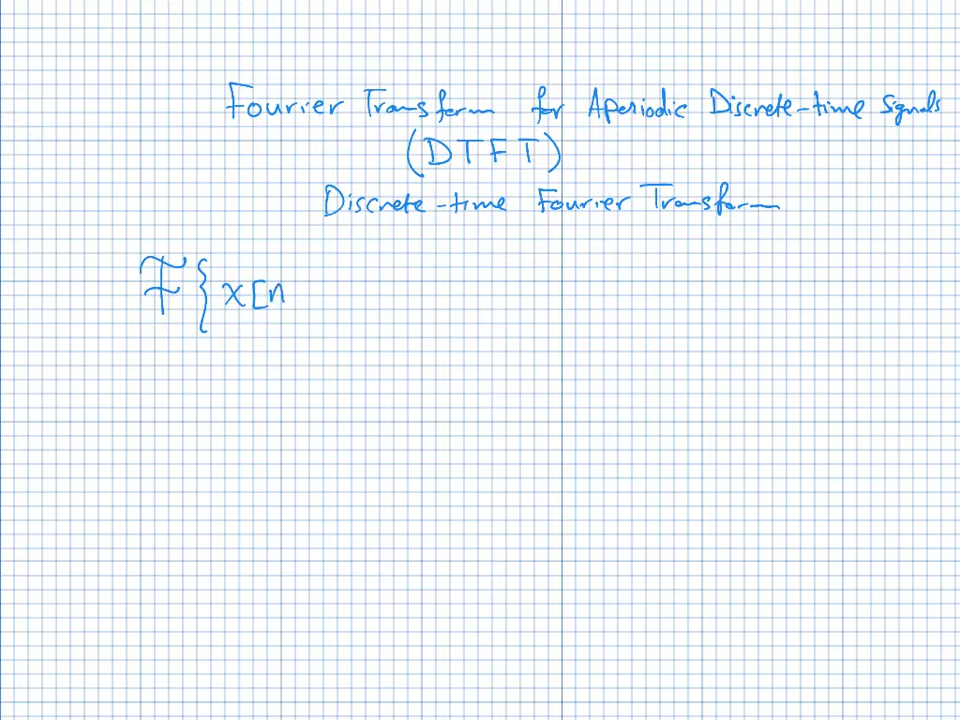 Fourier Transform for Aperiodic Discrete-time Signals
(DTFT)
Discrete-time Fourier Transform
F{x[n